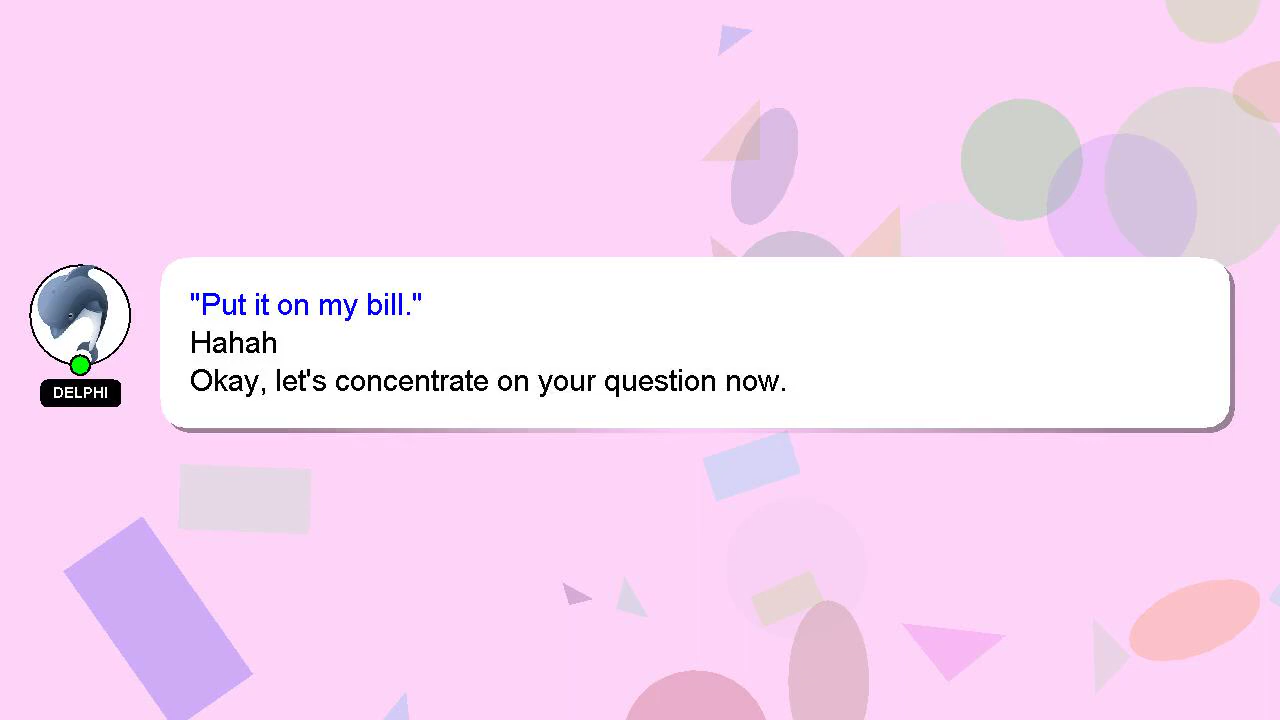 "Put it on my bill."
Hahah
Okay, let's concentrate on your question now.
DELPHI